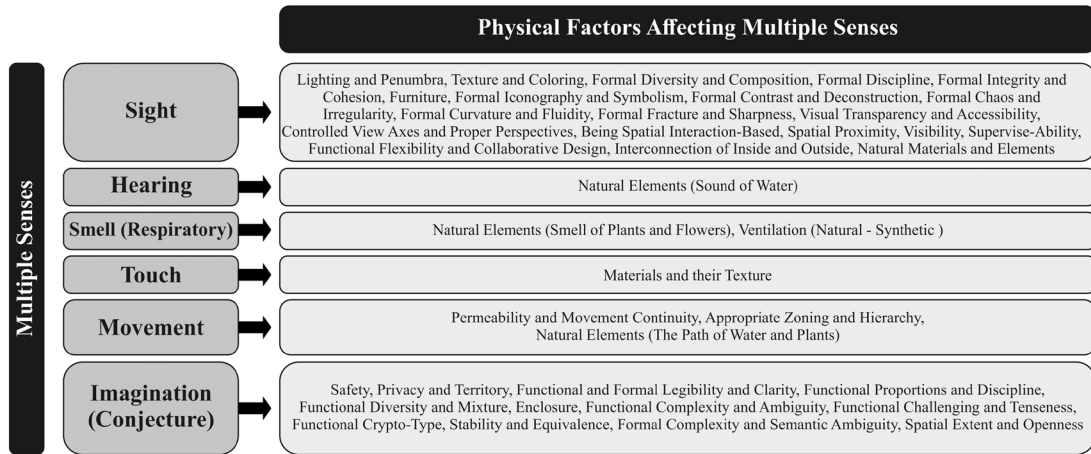 Physical Factors Affecting Multiple Senses
Multiple Senses
Sight
Lighting and Penumbra, Texture and Coloring, Formal Diversity and Composition, Formal Discipline, Formal Integrity and
Cohesion, Furniture, Formal Iconography and Symbolism, Formal Contrast and Deconstruction, Formal Chaos and
Irregularity, Formal Curvature and Fluidity, Formal Fracture and Sharpness, Visual Transparency and Accessibility,
Controlled View Axes and Proper Perspectives, Being Spatial Interaction-Based, Spatial Proximity, Visibility, Supervise-Ability,
Functional Flexibility and Collaborative Design, Interconnection of Inside and Outside, Natural Materials and Elements
Hearing
Natural Elements (Sound of Water)
Smell (Respiratory)
Natural Elements (Smell of Plants and Flowers), Ventilation (Natural - Synthetic )
Touch
Materials and their Texture
Movement
Permeability and Movement Continuity, Appropriate Zoning and Hierarchy,
Natural Elements (The Path of Water and Plants)
Imagination
(Conjecture)
Safety, Privacy and Territory, Functional and Formal Legibility and Clarity, Functional Proportions and Discipline,
Functional Diversity and Mixture, Enclosure, Functional Complexity and Ambiguity, Functional Challenging and Tenseness,
Functional Crypto-Type, Stability and Equivalence, Formal Complexity and Semantic Ambiguity, Spatial Extent and Openness